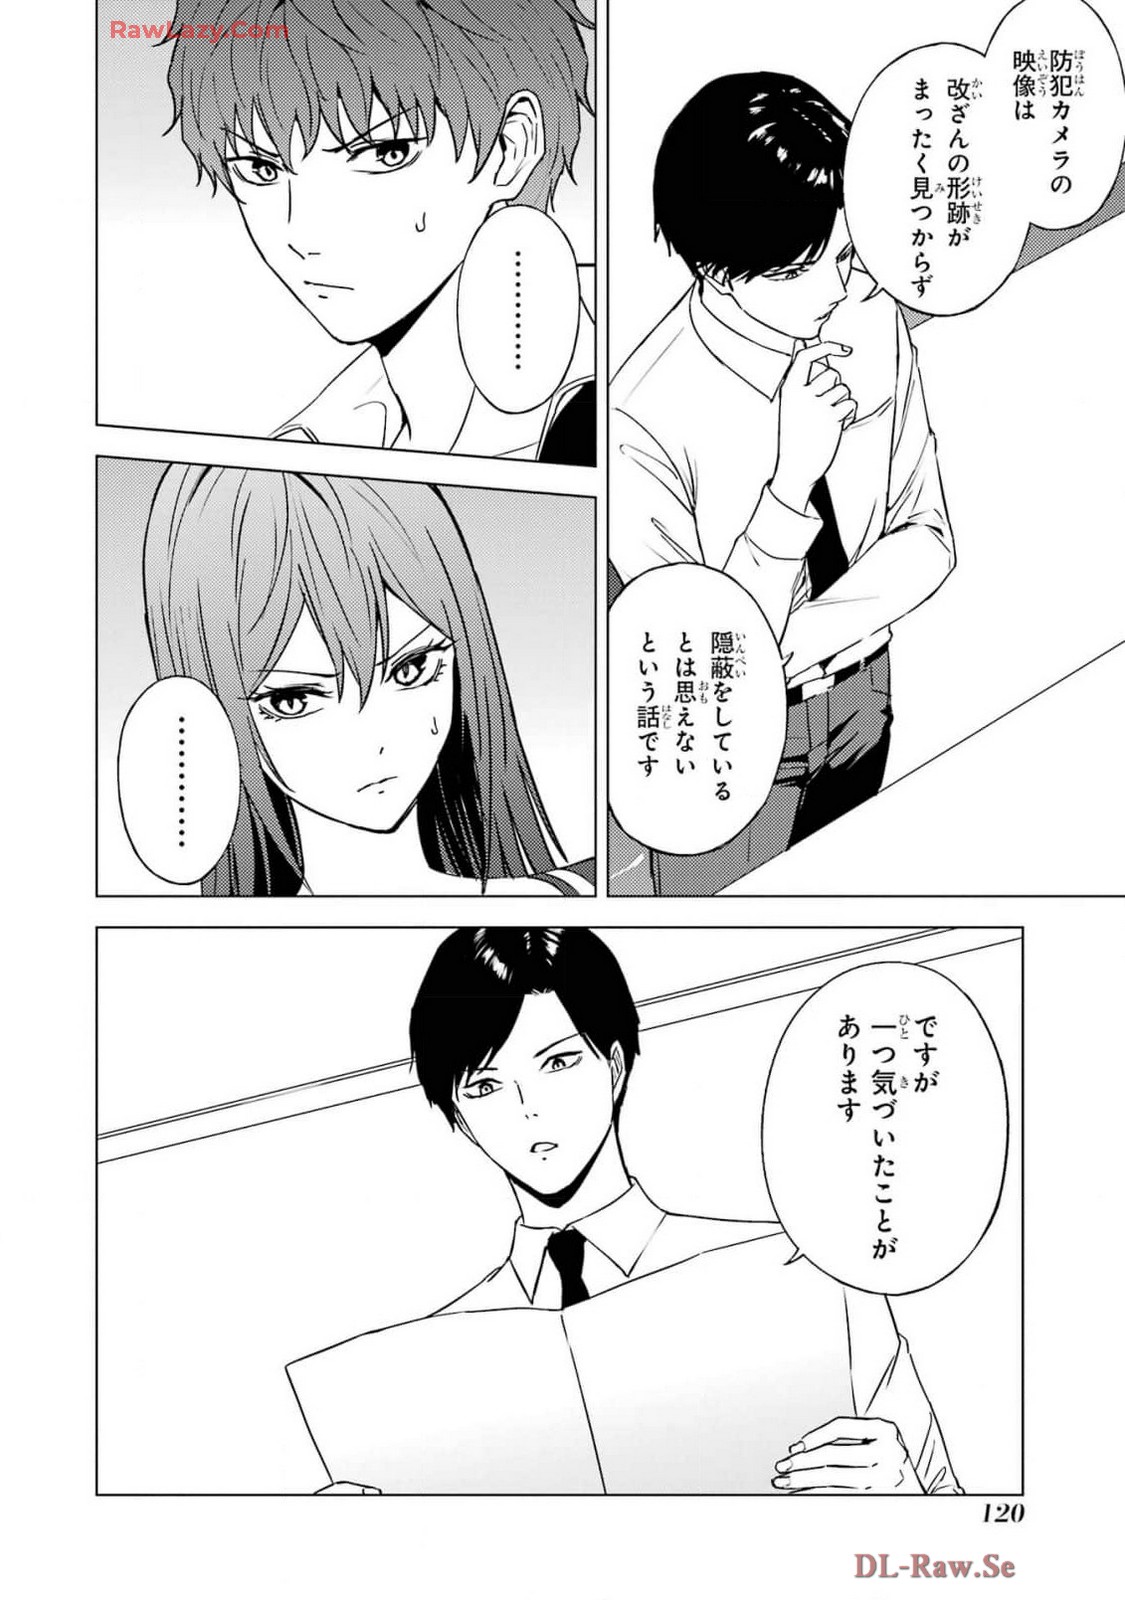 RawLazy.Com
防犯カメラの
映像は
改ざんの形跡が
まったく見つからず
隠蔽をしている
とは思えない
という話です
…………
…………
ですが
一つ気づいたことが
あります
120
DL-Raw.Se